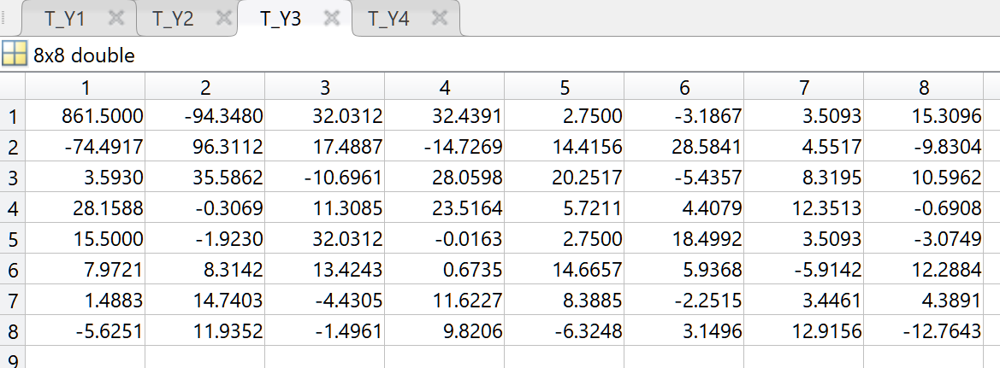 T_Y1 T_Y2 T_Y3 T_Y4
8x8 double
1 2 3 4 5 6 7 8
1 861.5000 -94.3480 32.0312 32.4391 2.7500 -3.1867 3.5093 15.3096
2 -74.4917 96.3112 17.4887 -14.7269 14.4156 28.5841 4.5517 -9.8304
3 3.5930 35.5862 -10.6961 28.0598 20.2517 -5.4357 8.3195 10.5962
4 28.1588 -0.3069 11.3085 23.5164 5.7211 4.4079 12.3513 -0.6908
5 15.5000 -1.9230 32.0312 -0.0163 2.7500 18.4992 3.5093 -3.0749
6 7.9721 8.3142 13.4243 0.6735 14.6657 5.9368 -5.9142 12.2884
7 1.4883 14.7403 -4.4305 11.6227 8.3885 -2.2515 3.4461 4.3891
8 -5.6251 11.9352 -1.4961 9.8206 -6.3248 3.1496 12.9156 -12.7643
9